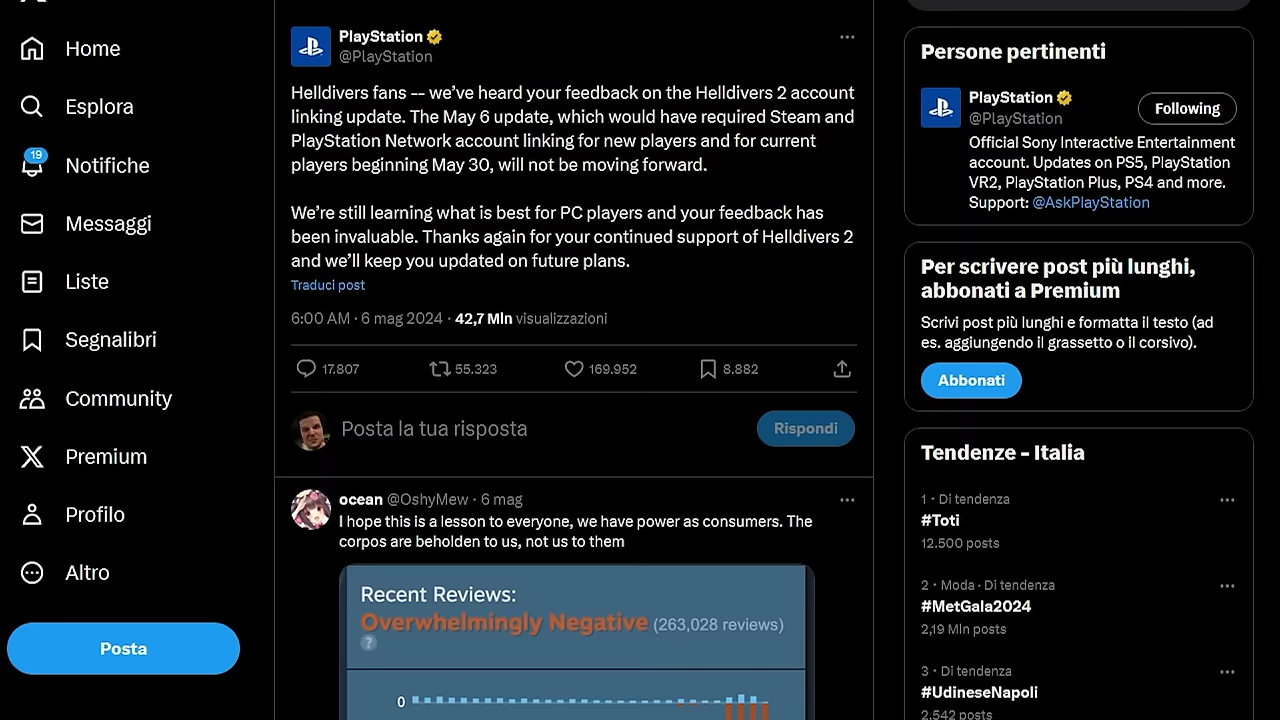 Home
Esplora
19
Notifiche
Messaggi
Liste
Segnalibri
Community
Premium
Profilo
Altro
Posta
PlayStation
@PlayStation
Helldivers fans -- we've heard your feedback on the Helldivers 2 account
linking update. The May 6 update, which would have required Steam and
PlayStation Network account linking for new players and for current
players beginning May 30, will not be moving forward.
We're still learning what is best for PC players and your feedback has
been invaluable. Thanks again for your continued support of Helldivers 2
and we'll keep you updated on future plans.
Traduci post
6:00 AM · 6 mag 2024 · 42,7 Mln visualizzazioni
17.807 55.323 169.952 8.882
Posta la tua risposta
Rispondi
ocean @OshyMew · 6 mag
I hope this is a lesson to everyone, we have power as consumers. The
corpos are beholden to us, not us to them
Recent Reviews:
Overwhelmingly Negative (263,028 reviews)
?
0
Persone pertinenti
PlayStation
@PlayStation
Following
Official Sony Interactive Entertainment
account. Updates on PS5, PlayStation
VR2, PlayStation Plus, PS4 and more.
Support: @AskPlayStation
Per scrivere post più lunghi,
abbonati a Premium
Scrivi post più lunghi e formatta il testo (ad
es. aggiungendo il grassetto o il corsivo).
Abbonati
Tendenze - Italia
1 · Di tendenza
#Toti
12.500 posts
2 · Moda · Di tendenza
#MetGala2024
2,19 Mln posts
3 · Di tendenza
#UdineseNapoli
2.542 posts